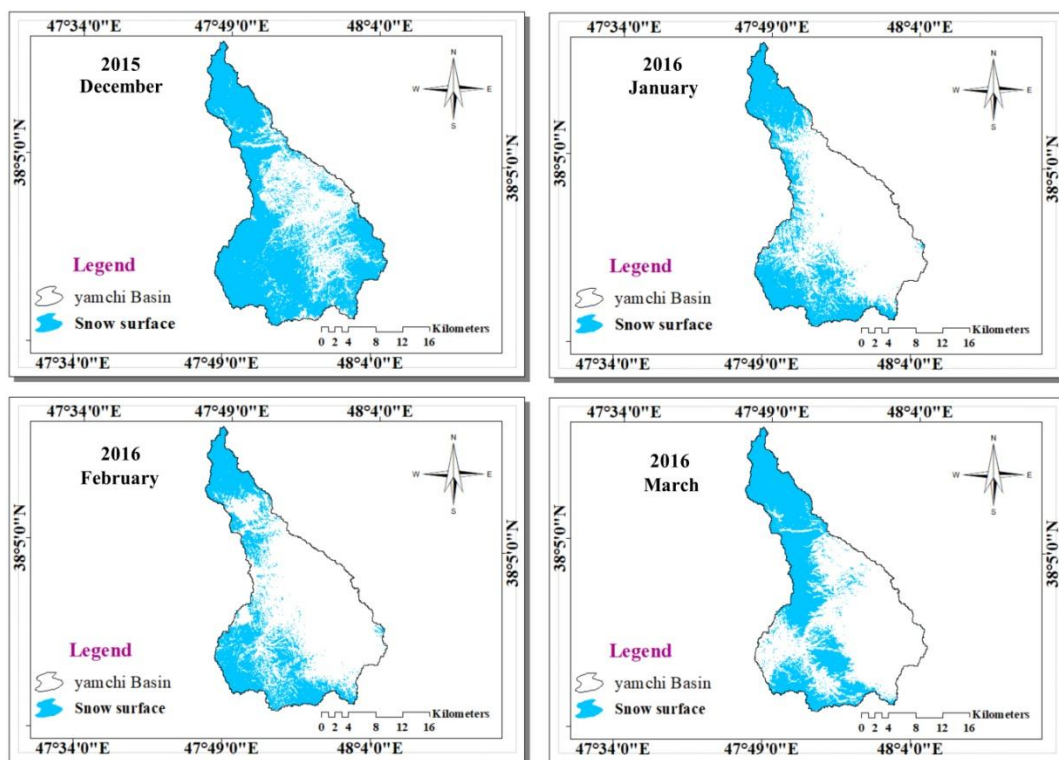 47°34'0"E 47°49'0"E 48°4'0"E
2015
December
N
W E
S
38°5'0"N 38°5'0"N
Legend
yamchi Basin
Snow surface
Kilometers
0 2 4 8 12 16
47°34'0"E 47°49'0"E 48°4'0"E
47°34'0"E 47°49'0"E 48°4'0"E
2016
January
N
W E
S
38°5'0"N 38°5'0"N
Legend
yamchi Basin
Snow surface
Kilometers
0 2 4 8 12 16
47°34'0"E 47°49'0"E 48°4'0"E
47°34'0"E 47°49'0"E 48°4'0"E
2016
February
N
W E
S
38°5'0"N 38°5'0"N
Legend
yamchi Basin
Snow surface
Kilometers
0 2 4 8 12 16
47°34'0"E 47°49'0"E 48°4'0"E
47°34'0"E 47°49'0"E 48°4'0"E
2016
March
N
W E
S
38°5'0"N 38°5'0"N
Legend
yamchi Basin
Snow surface
Kilometers
0 2 4 8 12 16
47°34'0"E 47°49'0"E 48°4'0"E